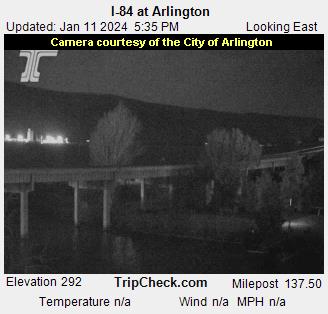 I-84 at Arlington
Updated: Jan 11 2024  5:35 PM    Looking East
Camera courtesy of the City of Arlington
Elevation 292    TripCheck.com    Milepost 137.50
Temperature n/a    Wind n/a MPH n/a